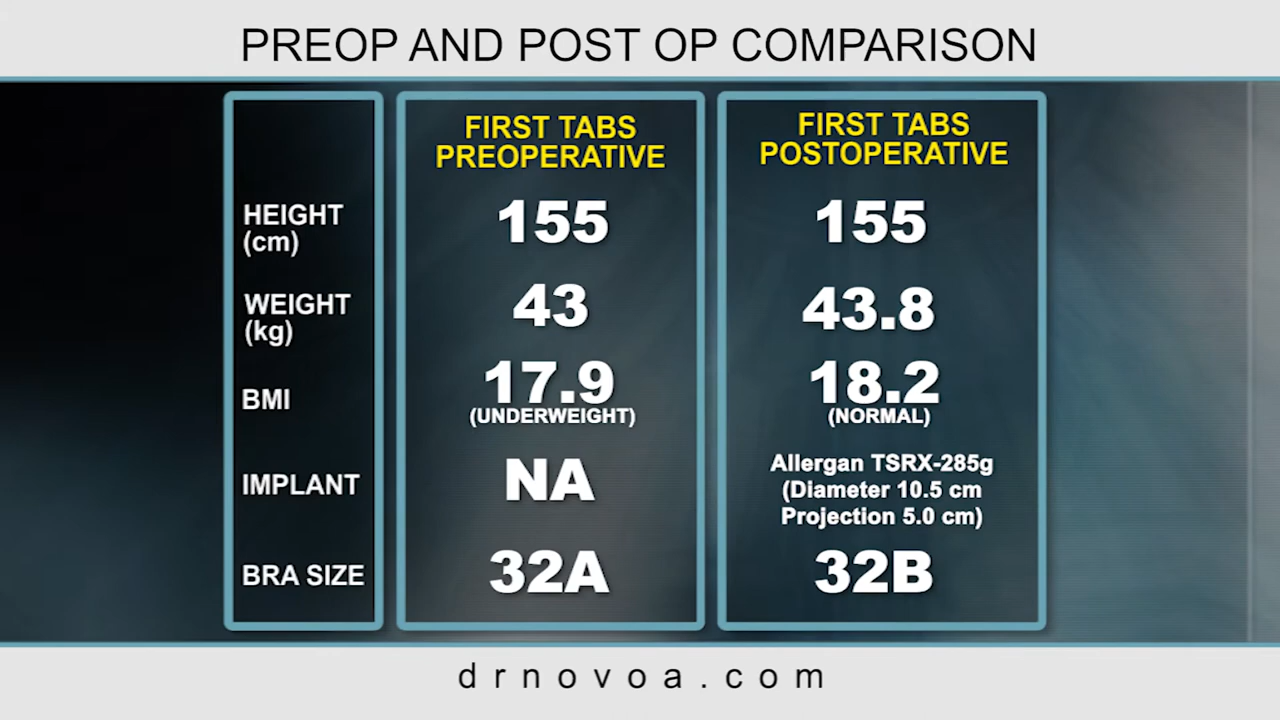 PREOP AND POST OP COMPARISON
FIRST TABS
PREOPERATIVE
FIRST TABS
POSTOPERATIVE
HEIGHT
(cm)
155
155
WEIGHT
(kg)
43
43.8
BMI
17.9
(UNDERWEIGHT)
18.2
(NORMAL)
IMPLANT
NA
Allergan TSRX-285g
(Diameter 10.5 cm
Projection 5.0 cm)
BRA SIZE
32A
32B
drnovoa.com